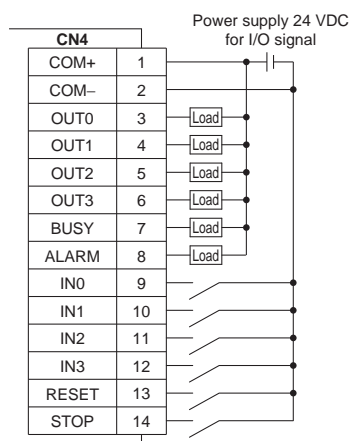 Power supply 24 VDC
for I/O signal
CN4
COM+ 1
COM− 2
OUT0 3 Load
OUT1 4 Load
OUT2 5 Load
OUT3 6 Load
BUSY 7 Load
ALARM 8 Load
IN0 9
IN1 10
IN2 11
IN3 12
RESET 13
STOP 14